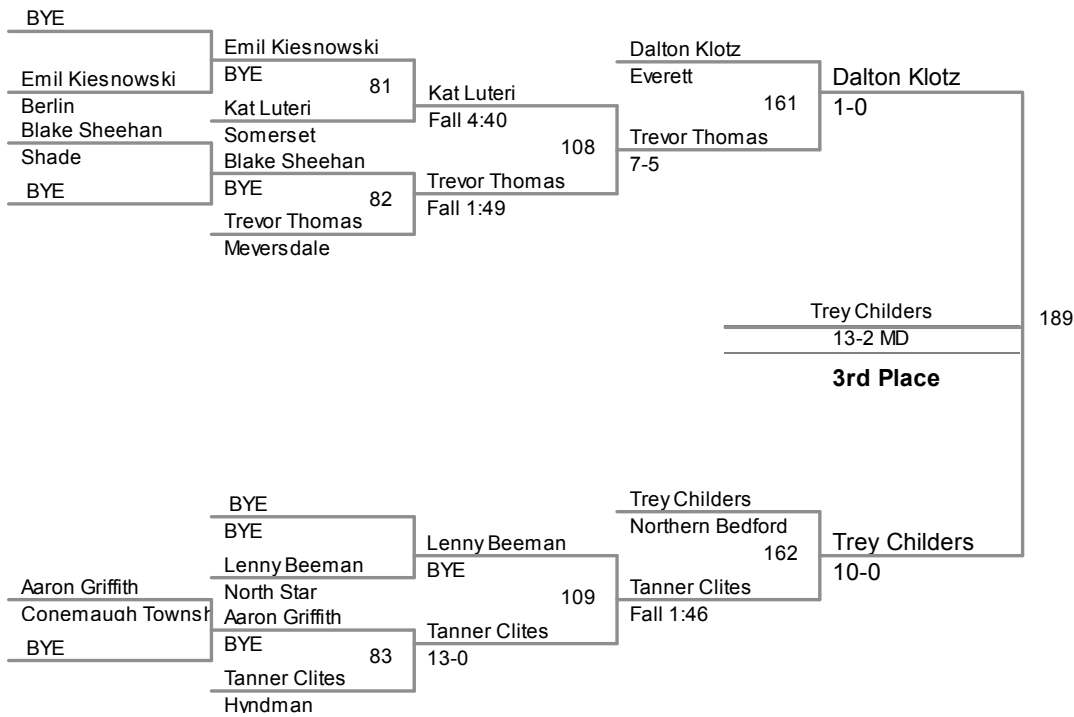 BYE
Emil Kiesnowski
Berlin
Blake Sheehan
Shade
BYE
Emil Kiesnowski
BYE
81
Kat Luteri
Somerset
Blake Sheehan
BYE
82
Trevor Thomas
Meyersdale
Kat Luteri
Fall 4:40
108
Trevor Thomas
Fall 1:49
Dalton Klotz
Everett
161
Trevor Thomas
7-5
Dalton Klotz
1-0
Trey Childers
189
13-2 MD
3rd Place
Aaron Griffith
Conemaugh Townsh
BYE
BYE
BYE
Lenny Beeman
North Star
Aaron Griffith
BYE
83
Tanner Clites
Hyndman
Lenny Beeman
BYE
109
Tanner Clites
13-0
Trey Childers
Northern Bedford
162
Tanner Clites
Fall 1:46
Trey Childers
10-0